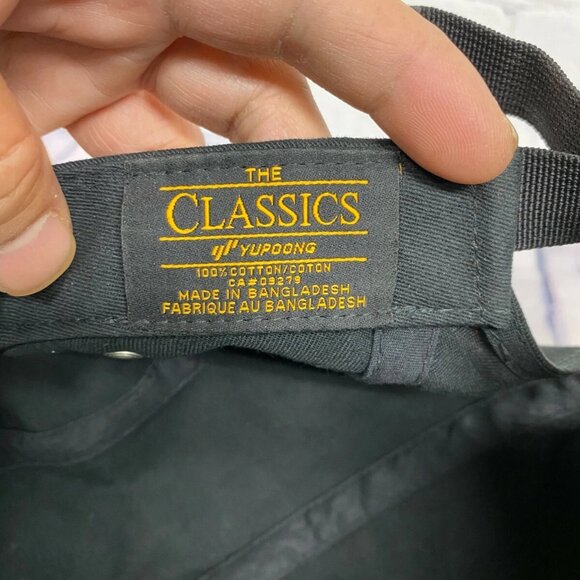 THE
CLASSICS
YUPOONG
100% COTTON/COTON
CA#09279
MADE IN BANGLADESH
FABRIQUE AU BANGLADESH